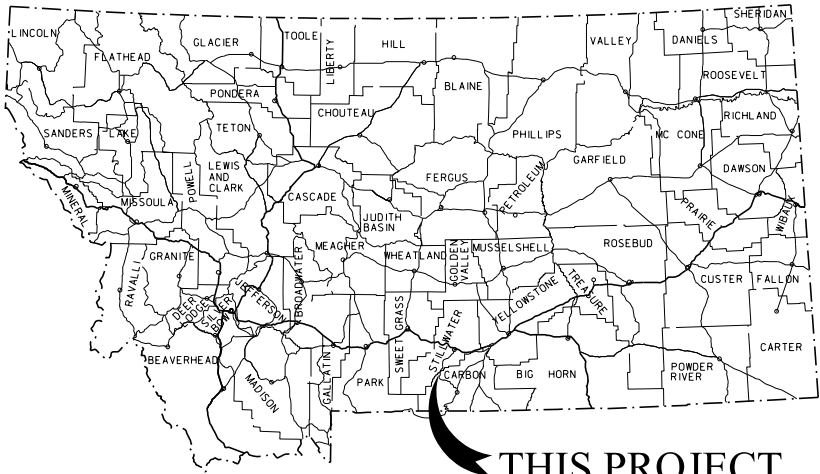 SHERIDAN
LINCOLN
GLACIER
TOOLE
LIBERTY
HILL
VALLEY
DANIELS
FLATHEAD
ROOSEVELT
PONDERA
BLAINE
CHOUTEAU
RICHLAND
SANDERS
LAKE
TETON
PHILLIPS
MC CONE
GARFIELD
LEWIS
AND
CLARK
POWELL
FERGUS
DAWSON
CASCADE
PETROLEUM
MINERAL
MISSOULA
JUDITH
BASIN
PRAIRIE
WIBAUX
MEAGHER
WHEATLAND
GOLDEN
VALLEY
MUSSELSHELL
ROSEBUD
GRANITE
BROADWATER
RAVALLI
CUSTER
FALLON
DEER
LODGE
SILVER
BOW
JEFFERSON
YELLOWSTONE
TREASURE
SWEET GRASS
STILLWATER
CARTER
BEAVERHEAD
GALLATIN
PARK
CARBON
BIG HORN
POWDER
RIVER
MADISON
THIS PROJECT